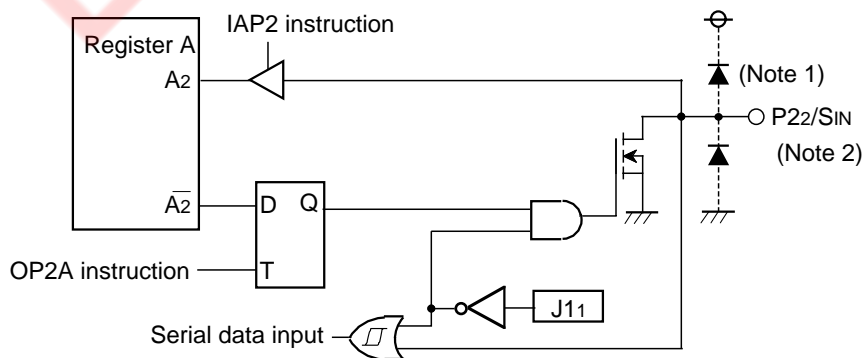 IAP2 instruction
Register A
A2
(Note 1)
P22/SIN
(Note 2)
A2
D
Q
OP2A instruction
T
J11
Serial data input